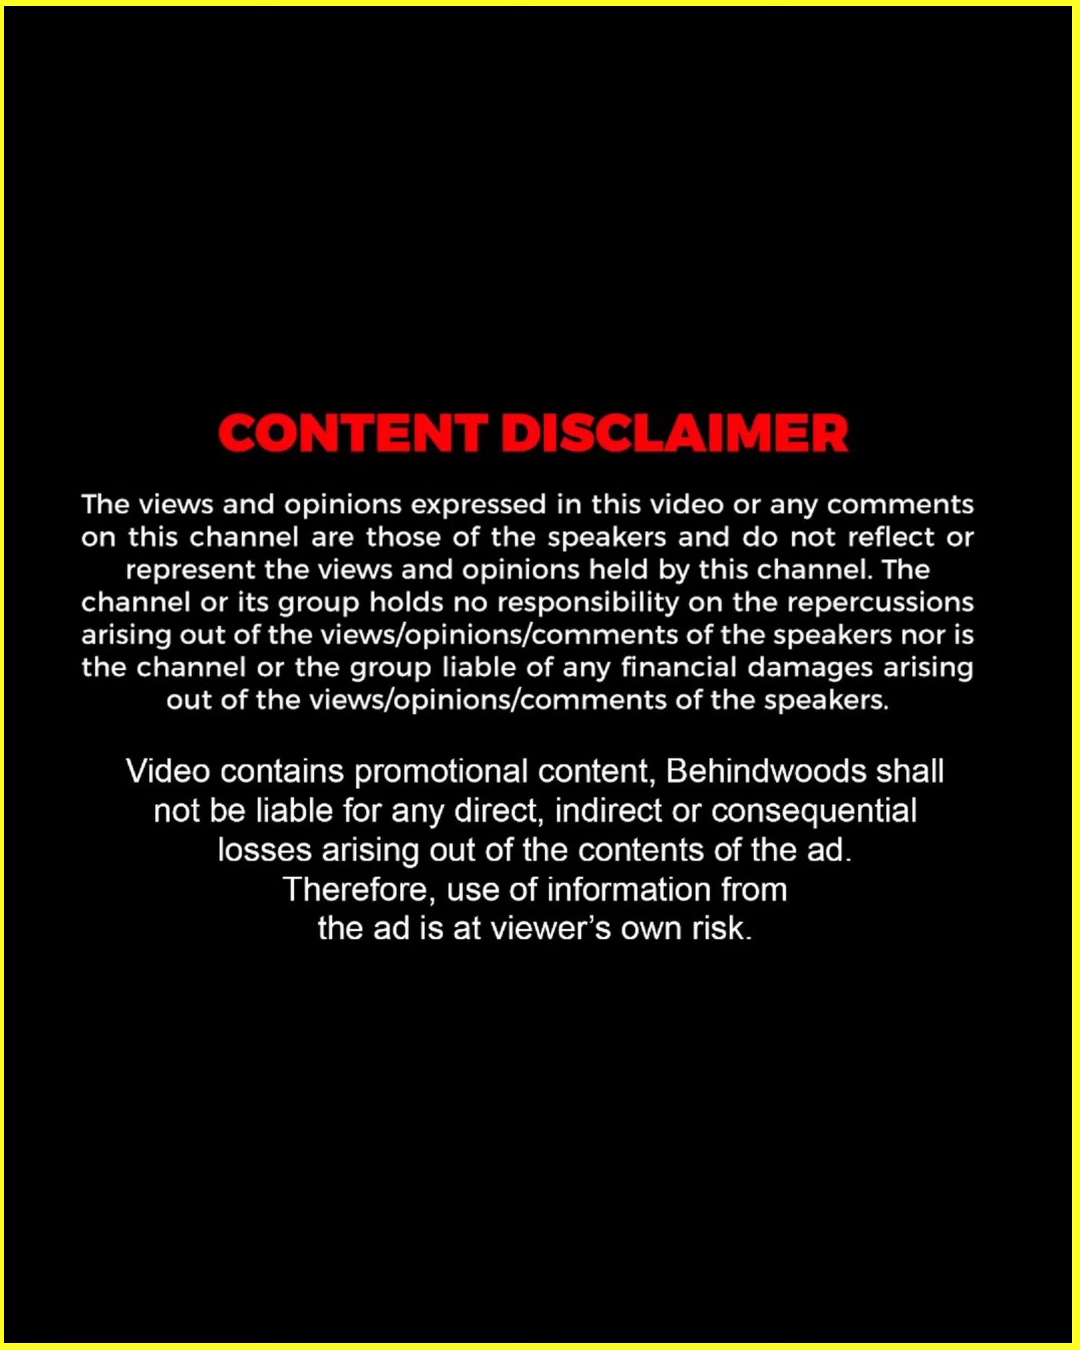 CONTENT DISCLAIMER
The views and opinions expressed in this video or any comments
on this channel are those of the speakers and do not reflect or
represent the views and opinions held by this channel. The
channel or its group holds no responsibility on the repercussions
arising out of the views/opinions/comments of the speakers nor is
the channel or the group liable of any financial damages arising
out of the views/opinions/comments of the speakers.
Video contains promotional content, Behindwoods shall
not be liable for any direct, indirect or consequential
losses arising out of the contents of the ad.
Therefore, use of information from
the ad is at viewer’s own risk.